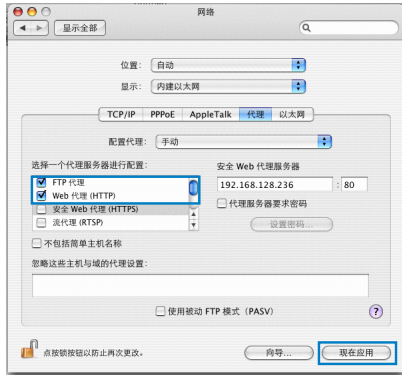 网络
显示全部
位置： 自动
显示： 内建以太网
TCP/IP PPPoE AppleTalk 代理 以太网
配置代理： 手动
选择一个代理服务器进行配置： 安全 Web 代理服务器
FTP 代理
192.168.128.236 : 80
Web 代理 (HTTP)
安全 Web 代理 (HTTPS)
代理服务器要求密码
流代理 (RTSP)
设置密码...
不包括简单主机名称
忽略这些主机与域的代理设置：
使用被动 FTP 模式（PASV）
?
点按锁按钮以防止再次更改。
向导...
现在应用